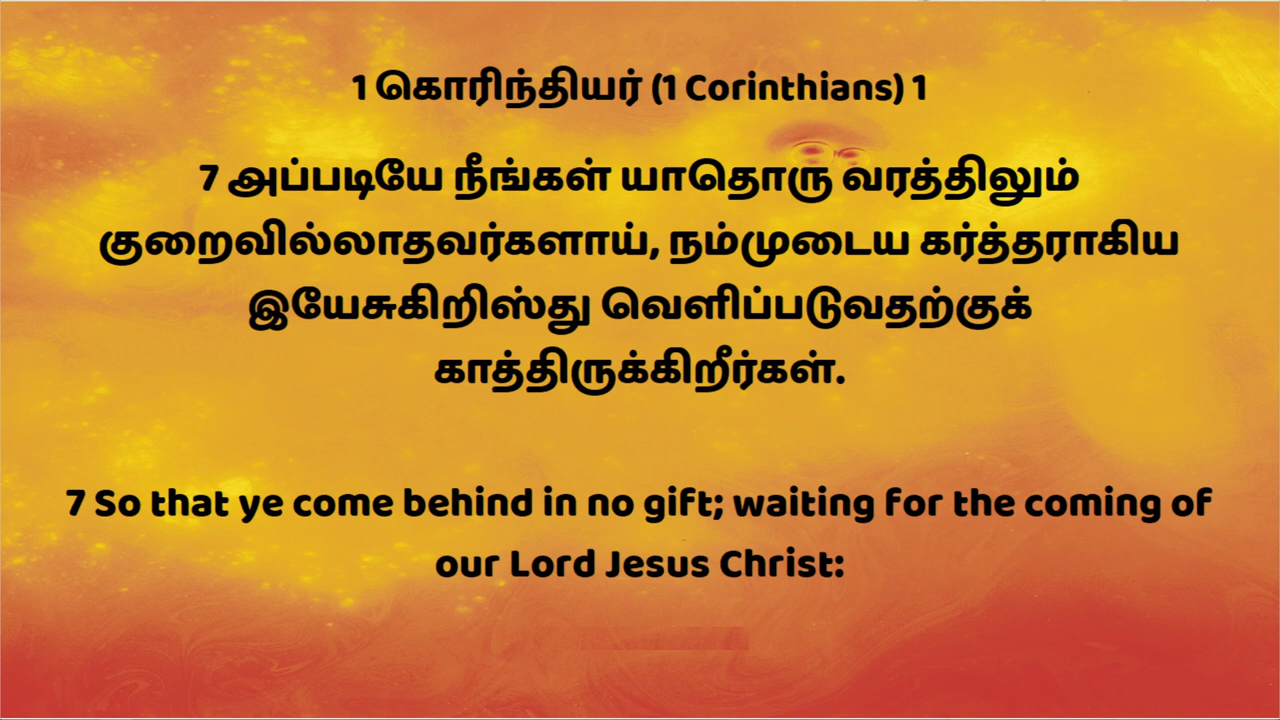 1 கொரிந்தியர் (1 Corinthians) 1
7 அப்படியே நீங்கள் யாதொரு வரத்திலும்
குறைவில்லாதவர்களாய், நம்முடைய கர்த்தராகிய
இயேசுகிறிஸ்து வெளிப்படுவதற்குக்
காத்திருக்கிறீர்கள்.
7 So that ye come behind in no gift; waiting for the coming of
our Lord Jesus Christ: